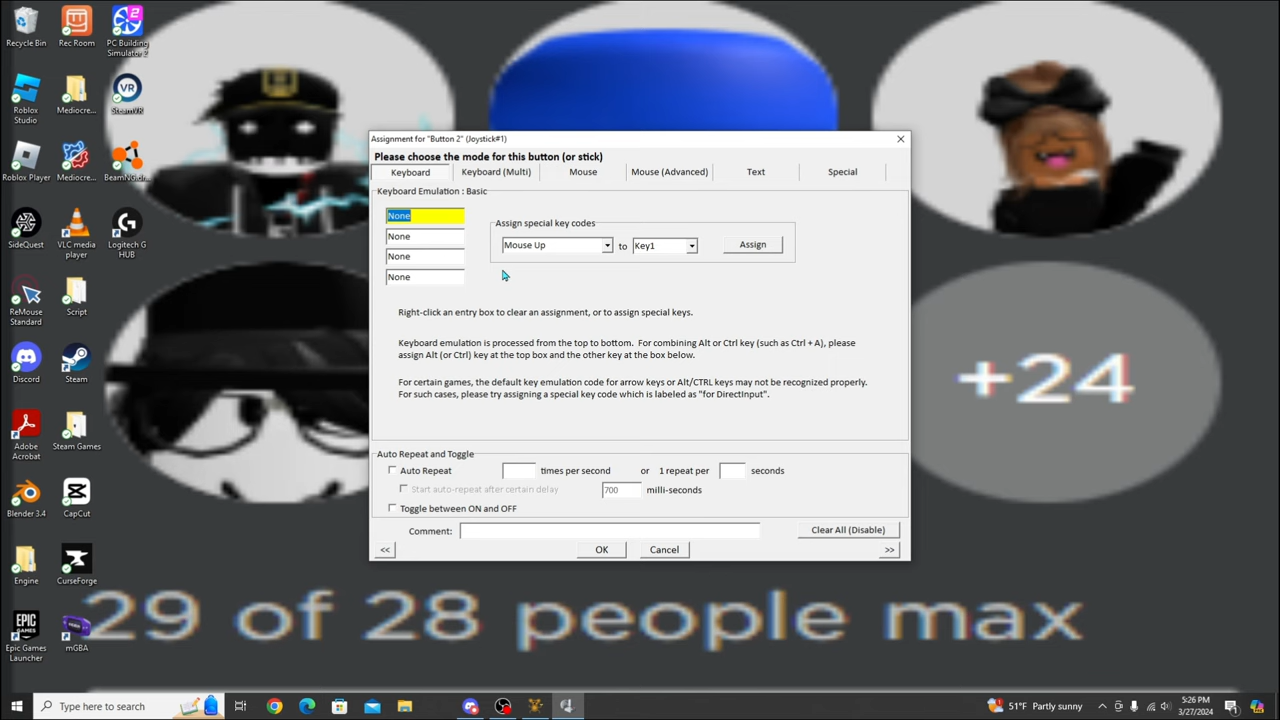 Recycle Bin
Rec Room
PC Building
Simulator 2
Roblox
Studio
Mediocre...
SteamVR
Roblox Player
Mediocre...
BeamNG.dr...
SideQuest
VLC media
player
Logitech G
HUB
ReMouse
Standard
Script
Discord
Steam
Adobe
Acrobat
Steam Games
Blender 3.4
CapCut
Engine
CurseForge
Epic Games
Launcher
mGBA
Assignment for "Button 2" (Joystick#1)
Please choose the mode for this button (or stick)
Keyboard
Keyboard (Multi)
Mouse
Mouse (Advanced)
Text
Special
Keyboard Emulation : Basic
None
None
None
None
Assign special key codes
Mouse Up
to
Key1
Assign
Right-click an entry box to clear an assignment, or to assign special keys.
Keyboard emulation is processed from the top to bottom. For combining Alt or Ctrl key (such as Ctrl + A), please
assign Alt (or Ctrl) key at the top box and the other key at the box below.
For certain games, the default key emulation code for arrow keys or Alt/CTRL keys may not be recognized properly.
For such cases, please try assigning a special key code which is labeled as "for DirectInput".
Auto Repeat and Toggle
Auto Repeat
times per second
or
1 repeat per
seconds
Start auto-repeat after certain delay
700
milli-seconds
Toggle between ON and OFF
Comment:
Clear All (Disable)
<<
OK
Cancel
>>
+24
29 of 28 people max
Type here to search
51°F Partly sunny
5:26 PM
3/27/2024